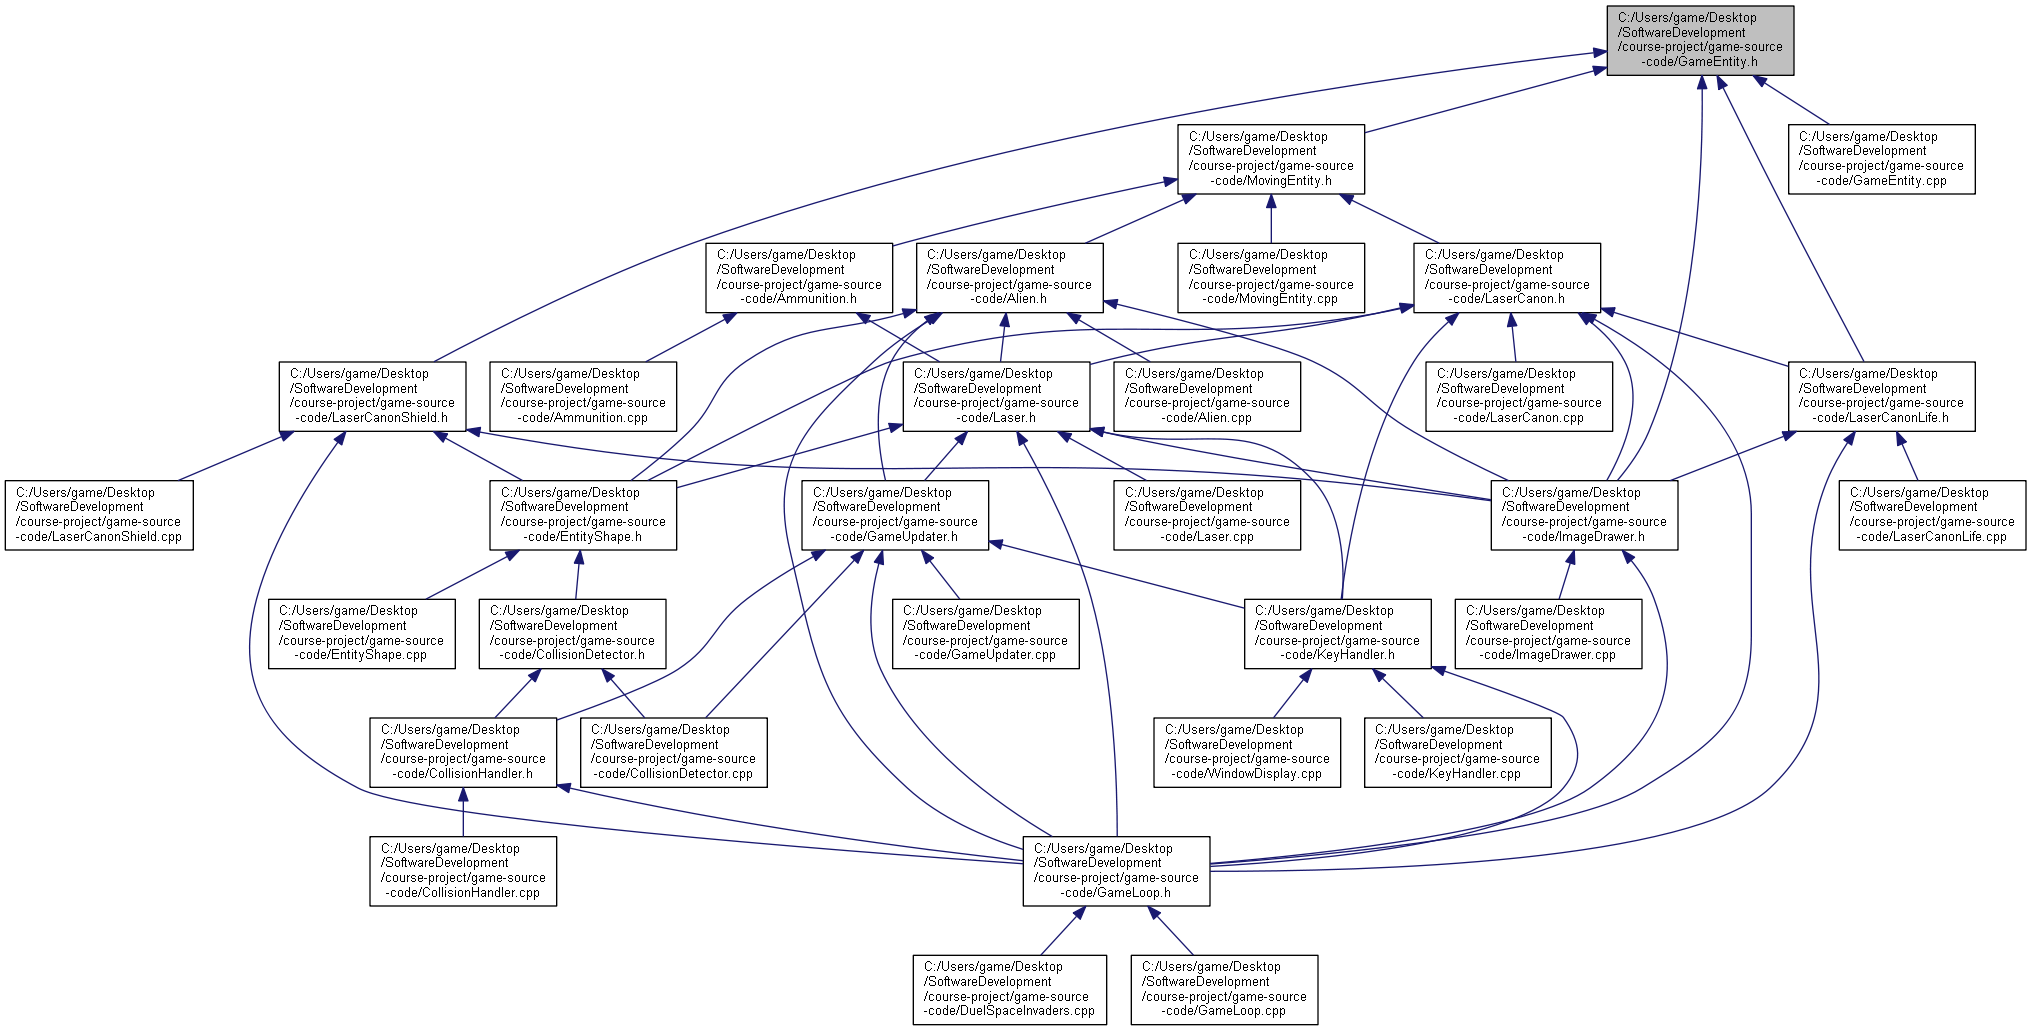 C:/Users/game/Desktop
/SoftwareDevelopment
/course-project/game-source
-code/GameEntity.h
C:/Users/game/Desktop
/SoftwareDevelopment
/course-project/game-source
-code/MovingEntity.h
C:/Users/game/Desktop
/SoftwareDevelopment
/course-project/game-source
-code/GameEntity.cpp
C:/Users/game/Desktop
/SoftwareDevelopment
/course-project/game-source
-code/Ammunition.h
C:/Users/game/Desktop
/SoftwareDevelopment
/course-project/game-source
-code/Alien.h
C:/Users/game/Desktop
/SoftwareDevelopment
/course-project/game-source
-code/MovingEntity.cpp
C:/Users/game/Desktop
/SoftwareDevelopment
/course-project/game-source
-code/LaserCanon.h
C:/Users/game/Desktop
/SoftwareDevelopment
/course-project/game-source
-code/LaserCanonShield.h
C:/Users/game/Desktop
/SoftwareDevelopment
/course-project/game-source
-code/Ammunition.cpp
C:/Users/game/Desktop
/SoftwareDevelopment
/course-project/game-source
-code/Laser.h
C:/Users/game/Desktop
/SoftwareDevelopment
/course-project/game-source
-code/Alien.cpp
C:/Users/game/Desktop
/SoftwareDevelopment
/course-project/game-source
-code/LaserCanon.cpp
C:/Users/game/Desktop
/SoftwareDevelopment
/course-project/game-source
-code/LaserCanonLife.h
C:/Users/game/Desktop
/SoftwareDevelopment
/course-project/game-source
-code/LaserCanonShield.cpp
C:/Users/game/Desktop
/SoftwareDevelopment
/course-project/game-source
-code/EntityShape.h
C:/Users/game/Desktop
/SoftwareDevelopment
/course-project/game-source
-code/GameUpdater.h
C:/Users/game/Desktop
/SoftwareDevelopment
/course-project/game-source
-code/Laser.cpp
C:/Users/game/Desktop
/SoftwareDevelopment
/course-project/game-source
-code/ImageDrawer.h
C:/Users/game/Desktop
/SoftwareDevelopment
/course-project/game-source
-code/LaserCanonLife.cpp
C:/Users/game/Desktop
/SoftwareDevelopment
/course-project/game-source
-code/EntityShape.cpp
C:/Users/game/Desktop
/SoftwareDevelopment
/course-project/game-source
-code/CollisionDetector.h
C:/Users/game/Desktop
/SoftwareDevelopment
/course-project/game-source
-code/GameUpdater.cpp
C:/Users/game/Desktop
/SoftwareDevelopment
/course-project/game-source
-code/KeyHandler.h
C:/Users/game/Desktop
/SoftwareDevelopment
/course-project/game-source
-code/ImageDrawer.cpp
C:/Users/game/Desktop
/SoftwareDevelopment
/course-project/game-source
-code/CollisionHandler.h
C:/Users/game/Desktop
/SoftwareDevelopment
/course-project/game-source
-code/CollisionDetector.cpp
C:/Users/game/Desktop
/SoftwareDevelopment
/course-project/game-source
-code/WindowDisplay.cpp
C:/Users/game/Desktop
/SoftwareDevelopment
/course-project/game-source
-code/KeyHandler.cpp
C:/Users/game/Desktop
/SoftwareDevelopment
/course-project/game-source
-code/CollisionHandler.cpp
C:/Users/game/Desktop
/SoftwareDevelopment
/course-project/game-source
-code/GameLoop.h
C:/Users/game/Desktop
/SoftwareDevelopment
/course-project/game-source
-code/DuelSpaceInvaders.cpp
C:/Users/game/Desktop
/SoftwareDevelopment
/course-project/game-source
-code/GameLoop.cpp